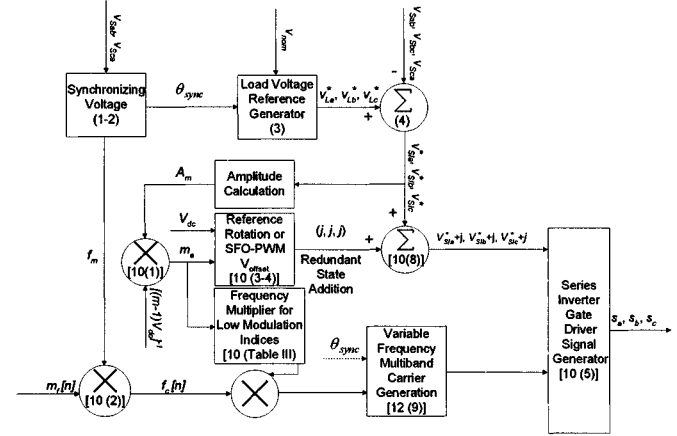 V_Sab, V_Sca
V_nom
V_Sab, V_Sbc, V_Sca
Synchronizing
Voltage
(1-2)
θ_sync
Load Voltage
Reference
Generator
(3)
V*_La, V*_Lb, V*_Lc
-
+
Σ
(4)
V*_SIa, V*_SIb, V*_SIc
A_m
Amplitude
Calculation
V_dc
Reference
Rotation or
SFO-PWM
V_offset
[10 (3-4)]
(j, j, j)
Redundant
State
Addition
+
+
Σ
[10(8)]
V*_SIa+j, V*_SIb+j, V*_SIc+j
f_m
[10(1)]
m_a
[(m-1)V_dc]^-1
Frequency
Multiplier for
Low Modulation
Indices
[10 (Table III)]
θ_sync
Variable
Frequency
Multiband
Carrier
Generation
[12 (9)]
Series
Inverter
Gate
Driver
Signal
Generator
[10 (5)]
s_a, s_b, s_c
m_f[n]
[10 (2)]
f_c[n]